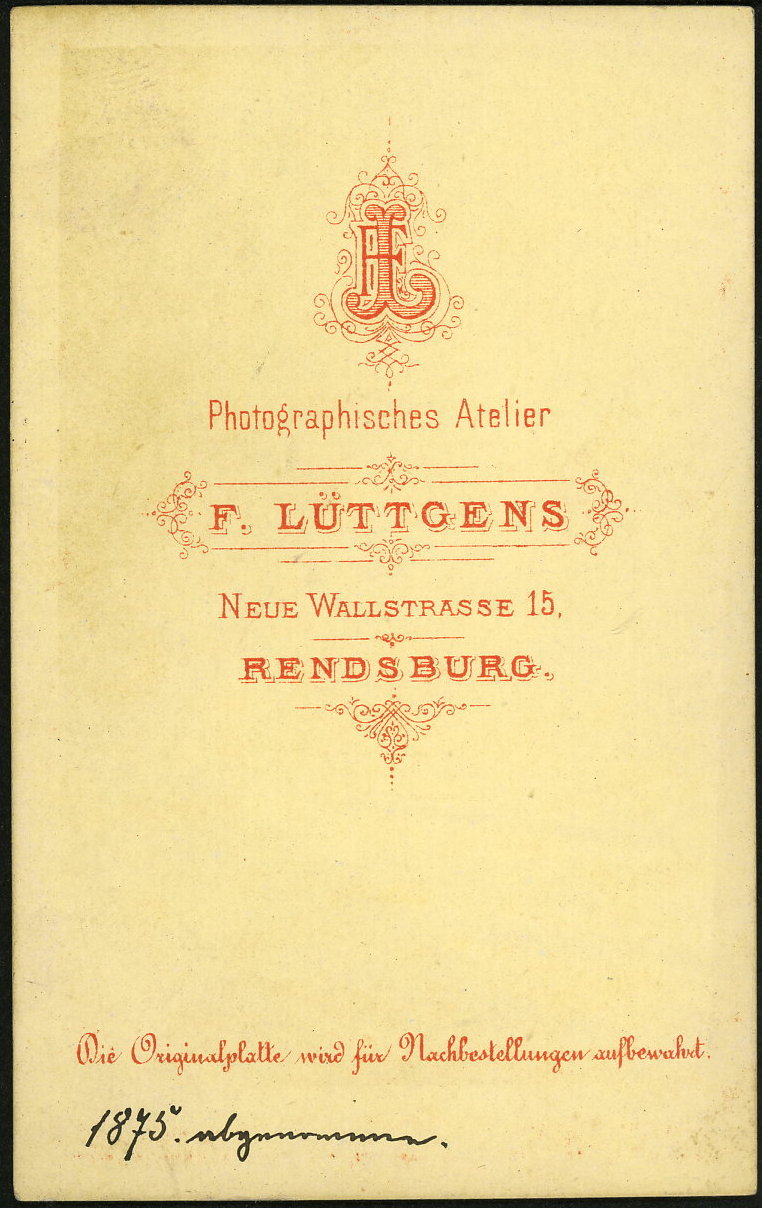 Photographisches Atelier
F. LÜTTGENS
NEUE WALLSTRASSE 15,
RENDSBURG.
Die Originalplatte wird für Nachbestellungen aufbewahrt.
1875. abgenommen.